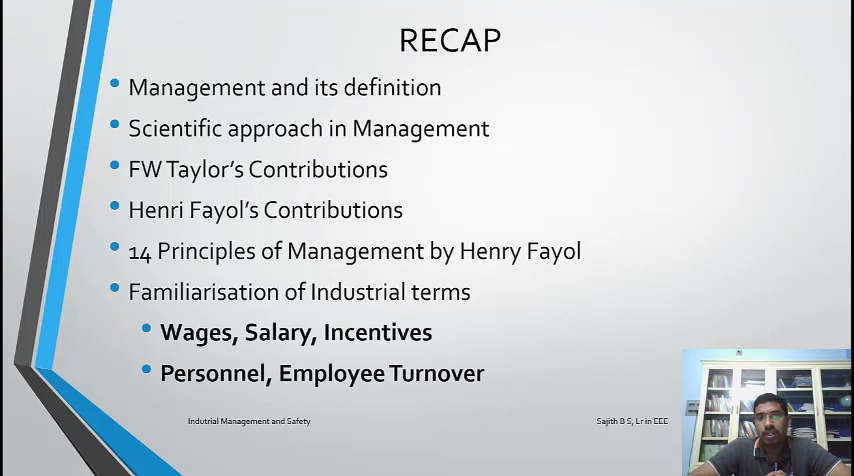 RECAP
Management and its definition
Scientific approach in Management
FW Taylor's Contributions
Henri Fayol's Contributions
14 Principles of Management by Henry Fayol
Familiarisation of Industrial terms
Wages, Salary, Incentives
Personnel, Employee Turnover
Indutrial Management and Safety
Sajith B S, Lr in EEE